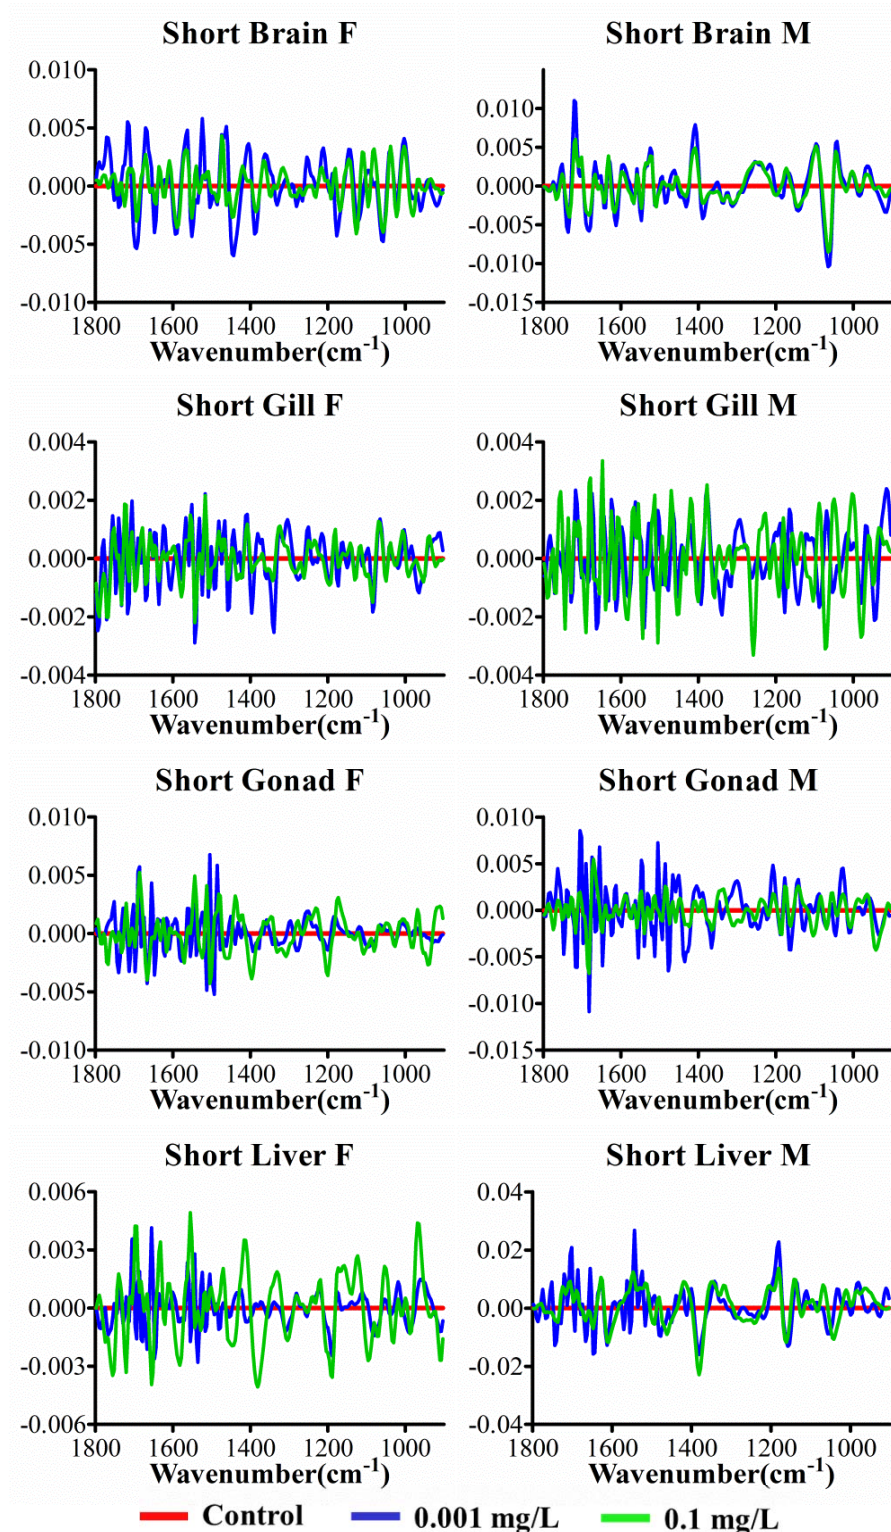 Short Brain F
Short Brain M
0.010
0.005
0.000
-0.005
-0.010
1800 1600 1400 1200 1000
Wavenumber(cm-1)
0.010
0.005
0.000
-0.005
-0.010
-0.015
1800 1600 1400 1200 1000
Wavenumber(cm-1)
Short Gill F
Short Gill M
0.004
0.002
0.000
-0.002
-0.004
1800 1600 1400 1200 1000
Wavenumber(cm-1)
0.004
0.002
0.000
-0.002
-0.004
1800 1600 1400 1200 1000
Wavenumber(cm-1)
Short Gonad F
Short Gonad M
0.010
0.005
0.000
-0.005
-0.010
1800 1600 1400 1200 1000
Wavenumber(cm-1)
0.010
0.005
0.000
-0.005
-0.010
-0.015
1800 1600 1400 1200 1000
Wavenumber(cm-1)
Short Liver F
Short Liver M
0.006
0.003
0.000
-0.003
-0.006
1800 1600 1400 1200 1000
Wavenumber(cm-1)
0.04
0.02
0.00
-0.02
-0.04
1800 1600 1400 1200 1000
Wavenumber(cm-1)
Control 0.001 mg/L 0.1 mg/L